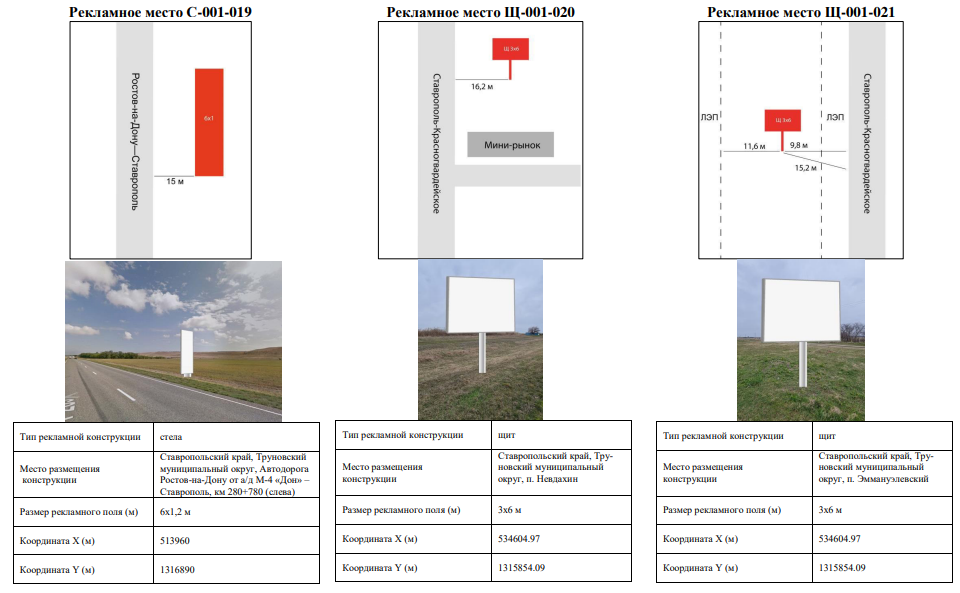 Рекламное место С-001-019
Ростов-на-Дону—Ставрополь
6х1
15 м
Тип рекламной конструкции
стела
Место размещения
конструкции
Ставропольский край, Труновский
муниципальный округ, Автодорога
Ростов-на-Дону от а/д М-4 «Дон» –
Ставрополь, км 280+780 (слева)
Размер рекламного поля (м)
6х1,2 м
Координата X (м)
513960
Координата Y (м)
1316890
Рекламное место Щ-001-020
Ставрополь-Красногвардейское
Щ 3х6
16,2 м
Мини-рынок
Тип рекламной конструкции
щит
Место размещения
конструкции
Ставропольский край, Тру-
новский муниципальный
округ, п. Невдахин
Размер рекламного поля (м)
3х6 м
Координата X (м)
534604.97
Координата Y (м)
1315854.09
Рекламное место Щ-001-021
ЛЭП
ЛЭП
Ставрополь-Красногвардейское
Щ 3х6
11,6 м
9,8 м
15,2 м
Тип рекламной конструкции
щит
Место размещения
конструкции
Ставропольский край, Тру-
новский муниципальный
округ, п. Эммануэлевский
Размер рекламного поля (м)
3х6 м
Координата X (м)
534604.97
Координата Y (м)
1315854.09